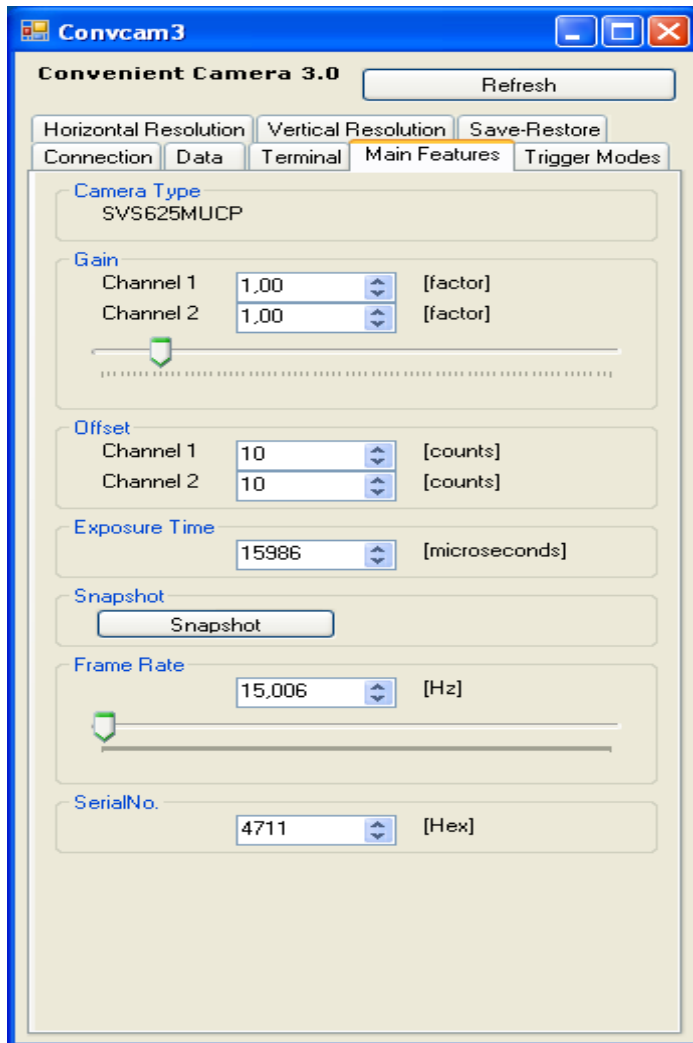 Convcam3
Convenient Camera 3.0 Refresh
Horizontal Resolution Vertical Resolution Save-Restore
Connection Data Terminal Main Features Trigger Modes
Camera Type
SVS625MUCP
Gain
Channel 1 1,00 [factor]
Channel 2 1,00 [factor]
Offset
Channel 1 10 [counts]
Channel 2 10 [counts]
Exposure Time
15986 [microseconds]
Snapshot
Snapshot
Frame Rate
15,006 [Hz]
SerialNo.
4711 [Hex]